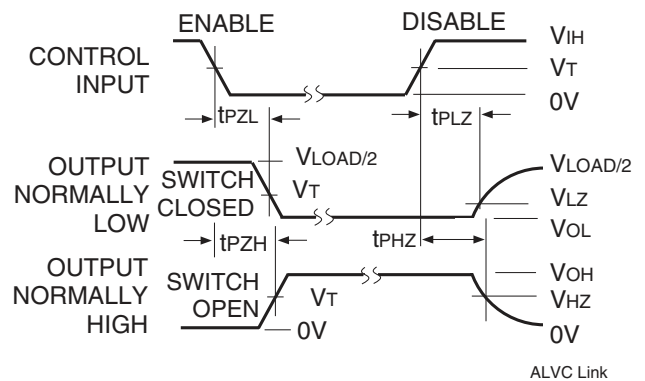 ENABLE
DISABLE
CONTROL
INPUT
VIH
VT
0V
tPZL
tPLZ
OUTPUT
NORMALLY
LOW
SWITCH
CLOSED
VLOAD/2
VT
VLOAD/2
VLZ
VOL
tPZH
tPHZ
OUTPUT
NORMALLY
HIGH
SWITCH
OPEN
VT
0V
VOH
VHZ
0V
ALVC Link